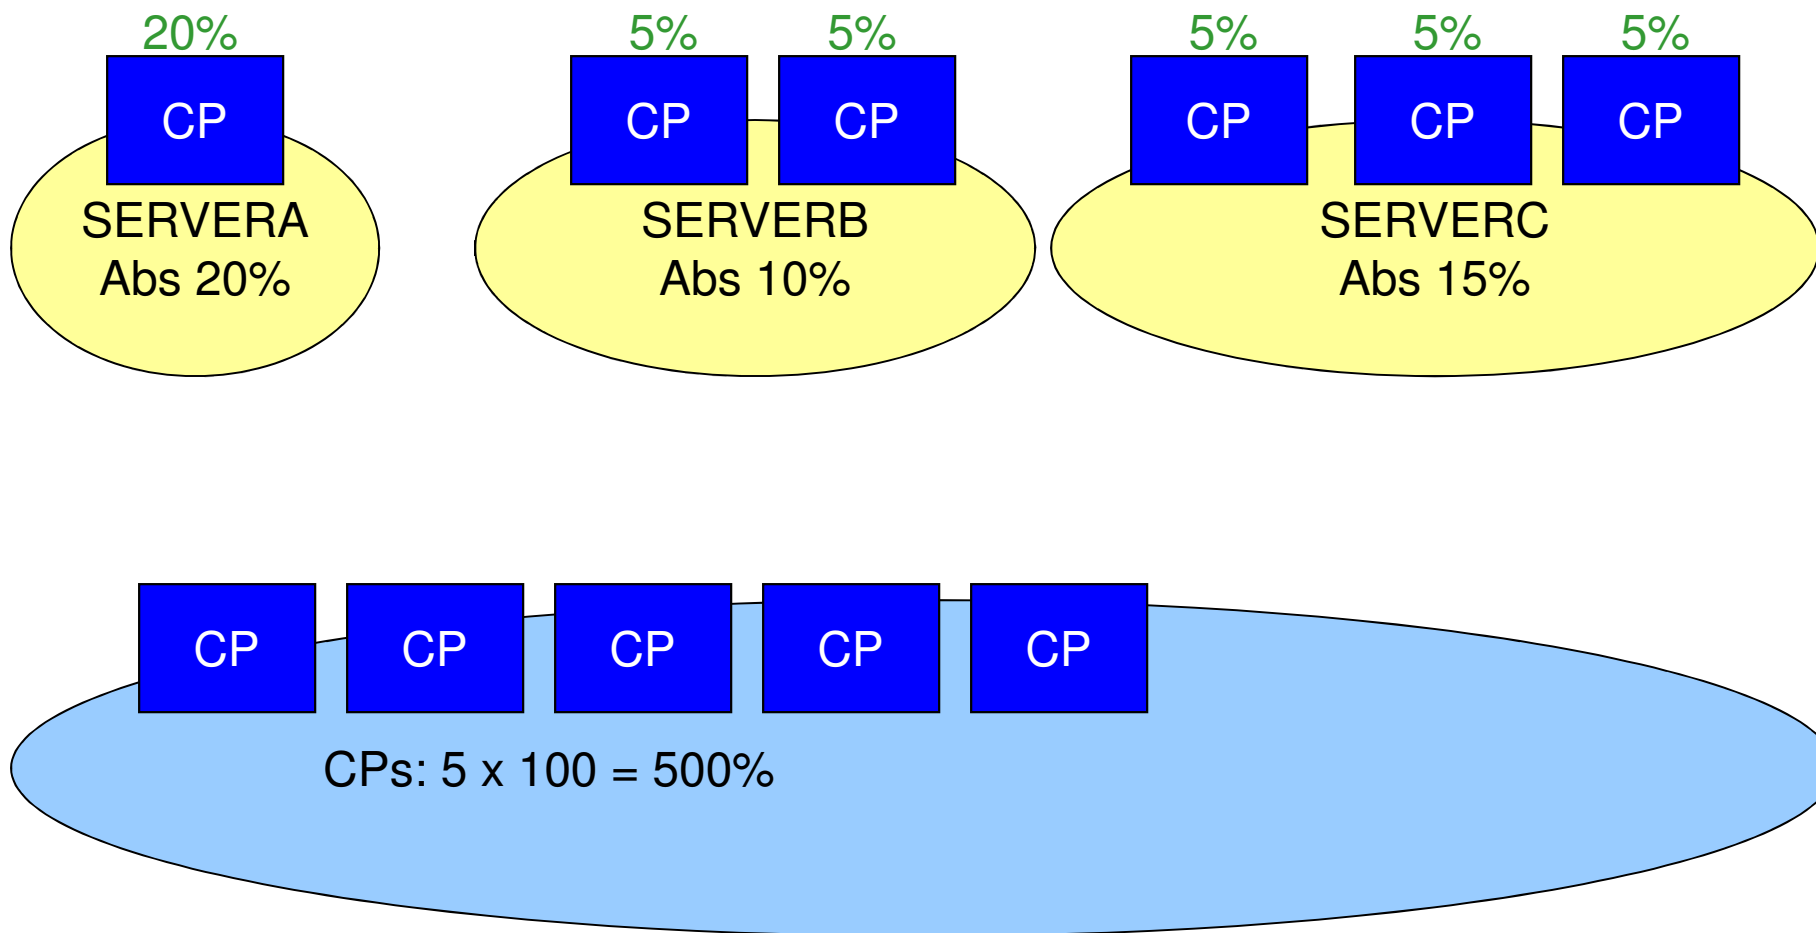 20%
5%
5%
5%
5%
5%
CP
CP
CP
CP
CP
CP
SERVERA
Abs 20%
SERVERB
Abs 10%
SERVERC
Abs 15%
CP
CP
CP
CP
CP
CPs: 5 x 100 = 500%